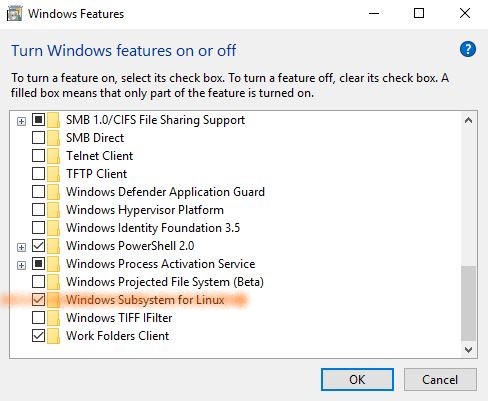 Windows Features
Turn Windows features on or off
To turn a feature on, select its check box. To turn a feature off, clear its check box. A
filled box means that only part of the feature is turned on.
SMB 1.0/CIFS File Sharing Support
SMB Direct
Telnet Client
TFTP Client
Windows Defender Application Guard
Windows Hypervisor Platform
Windows Identity Foundation 3.5
Windows PowerShell 2.0
Windows Process Activation Service
Windows Projected File System (Beta)
Windows Subsystem for Linux
Windows TIFF IFilter
Work Folders Client
OK Cancel